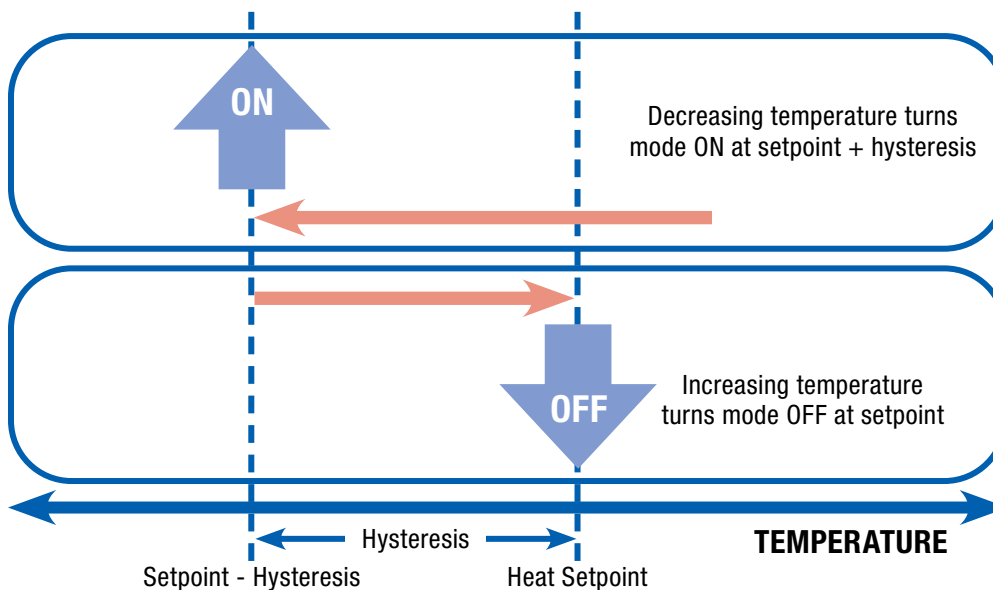 ON
Decreasing temperature turns
mode ON at setpoint + hysteresis
OFF
Increasing temperature
turns mode OFF at setpoint
Hysteresis
TEMPERATURE
Setpoint - Hysteresis
Heat Setpoint